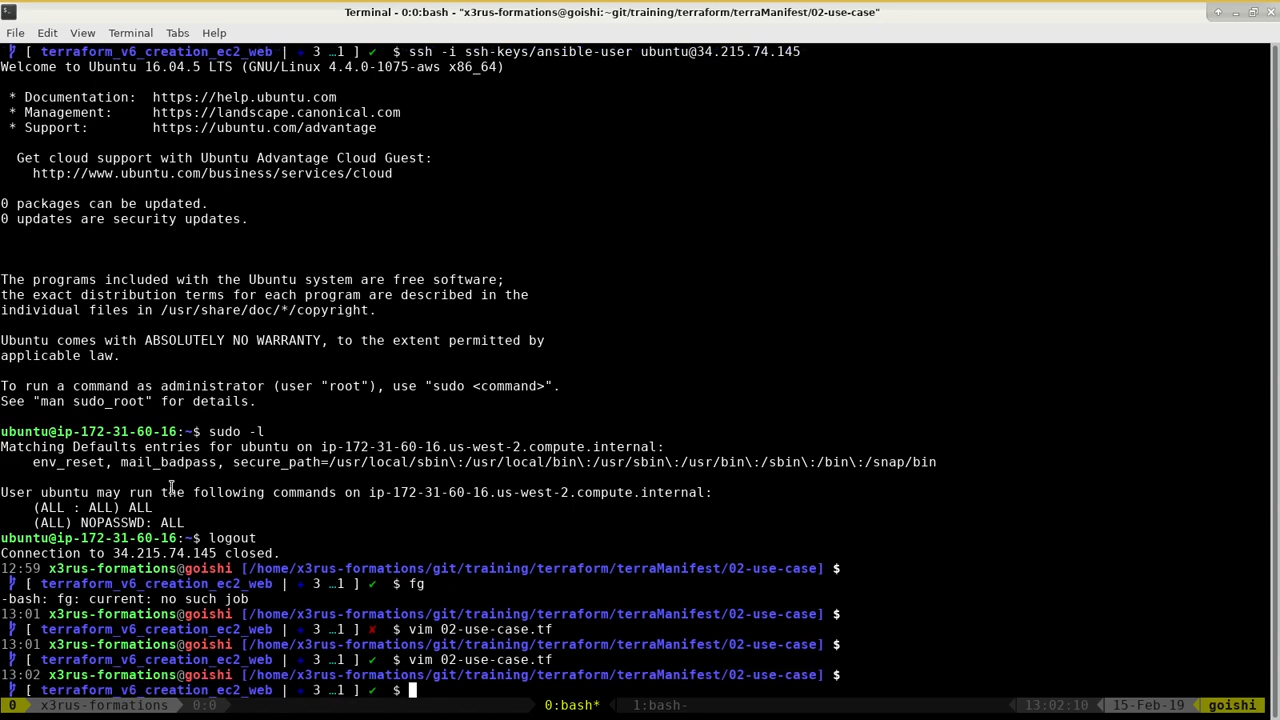 Terminal - 0:0:bash - "x3rus-formations@goishi:~git/training/terraform/terraManifest/02-use-case"
File Edit View Terminal Tabs Help
[ terraform_v6_creation_ec2_web | 3 …1 ] ✔ $ ssh -i ssh-keys/ansible-user ubuntu@34.215.74.145
Welcome to Ubuntu 16.04.5 LTS (GNU/Linux 4.4.0-1075-aws x86_64)
* Documentation: https://help.ubuntu.com
* Management: https://landscape.canonical.com
* Support: https://ubuntu.com/advantage
Get cloud support with Ubuntu Advantage Cloud Guest:
http://www.ubuntu.com/business/services/cloud
0 packages can be updated.
0 updates are security updates.
The programs included with the Ubuntu system are free software;
the exact distribution terms for each program are described in the
individual files in /usr/share/doc/*/copyright.
Ubuntu comes with ABSOLUTELY NO WARRANTY, to the extent permitted by
applicable law.
To run a command as administrator (user "root"), use "sudo <command>".
See "man sudo_root" for details.
ubuntu@ip-172-31-60-16:~$ sudo -l
Matching Defaults entries for ubuntu on ip-172-31-60-16.us-west-2.compute.internal:
env_reset, mail_badpass, secure_path=/usr/local/sbin\:/usr/local/bin\:/usr/sbin\:/usr/bin\:/sbin\:/bin\:/snap/bin
User ubuntu may run the following commands on ip-172-31-60-16.us-west-2.compute.internal:
(ALL : ALL) ALL
(ALL) NOPASSWD: ALL
ubuntu@ip-172-31-60-16:~$ logout
Connection to 34.215.74.145 closed.
12:59 x3rus-formations@goishi [/home/x3rus-formations/git/training/terraform/terraManifest/02-use-case] $
[ terraform_v6_creation_ec2_web | 3 …1 ] ✔ $ fg
-bash: fg: current: no such job
13:01 x3rus-formations@goishi [/home/x3rus-formations/git/training/terraform/terraManifest/02-use-case] $
[ terraform_v6_creation_ec2_web | 3 …1 ] ✘ $ vim 02-use-case.tf
13:01 x3rus-formations@goishi [/home/x3rus-formations/git/training/terraform/terraManifest/02-use-case] $
[ terraform_v6_creation_ec2_web | 3 …1 ] ✔ $ vim 02-use-case.tf
13:02 x3rus-formations@goishi [/home/x3rus-formations/git/training/terraform/terraManifest/02-use-case] $
[ terraform_v6_creation_ec2_web | 3 …1 ] ✔ $
0 x3rus-formations 0:0 0:bash* 1:bash- 13:02:10 15-Feb-19 goishi